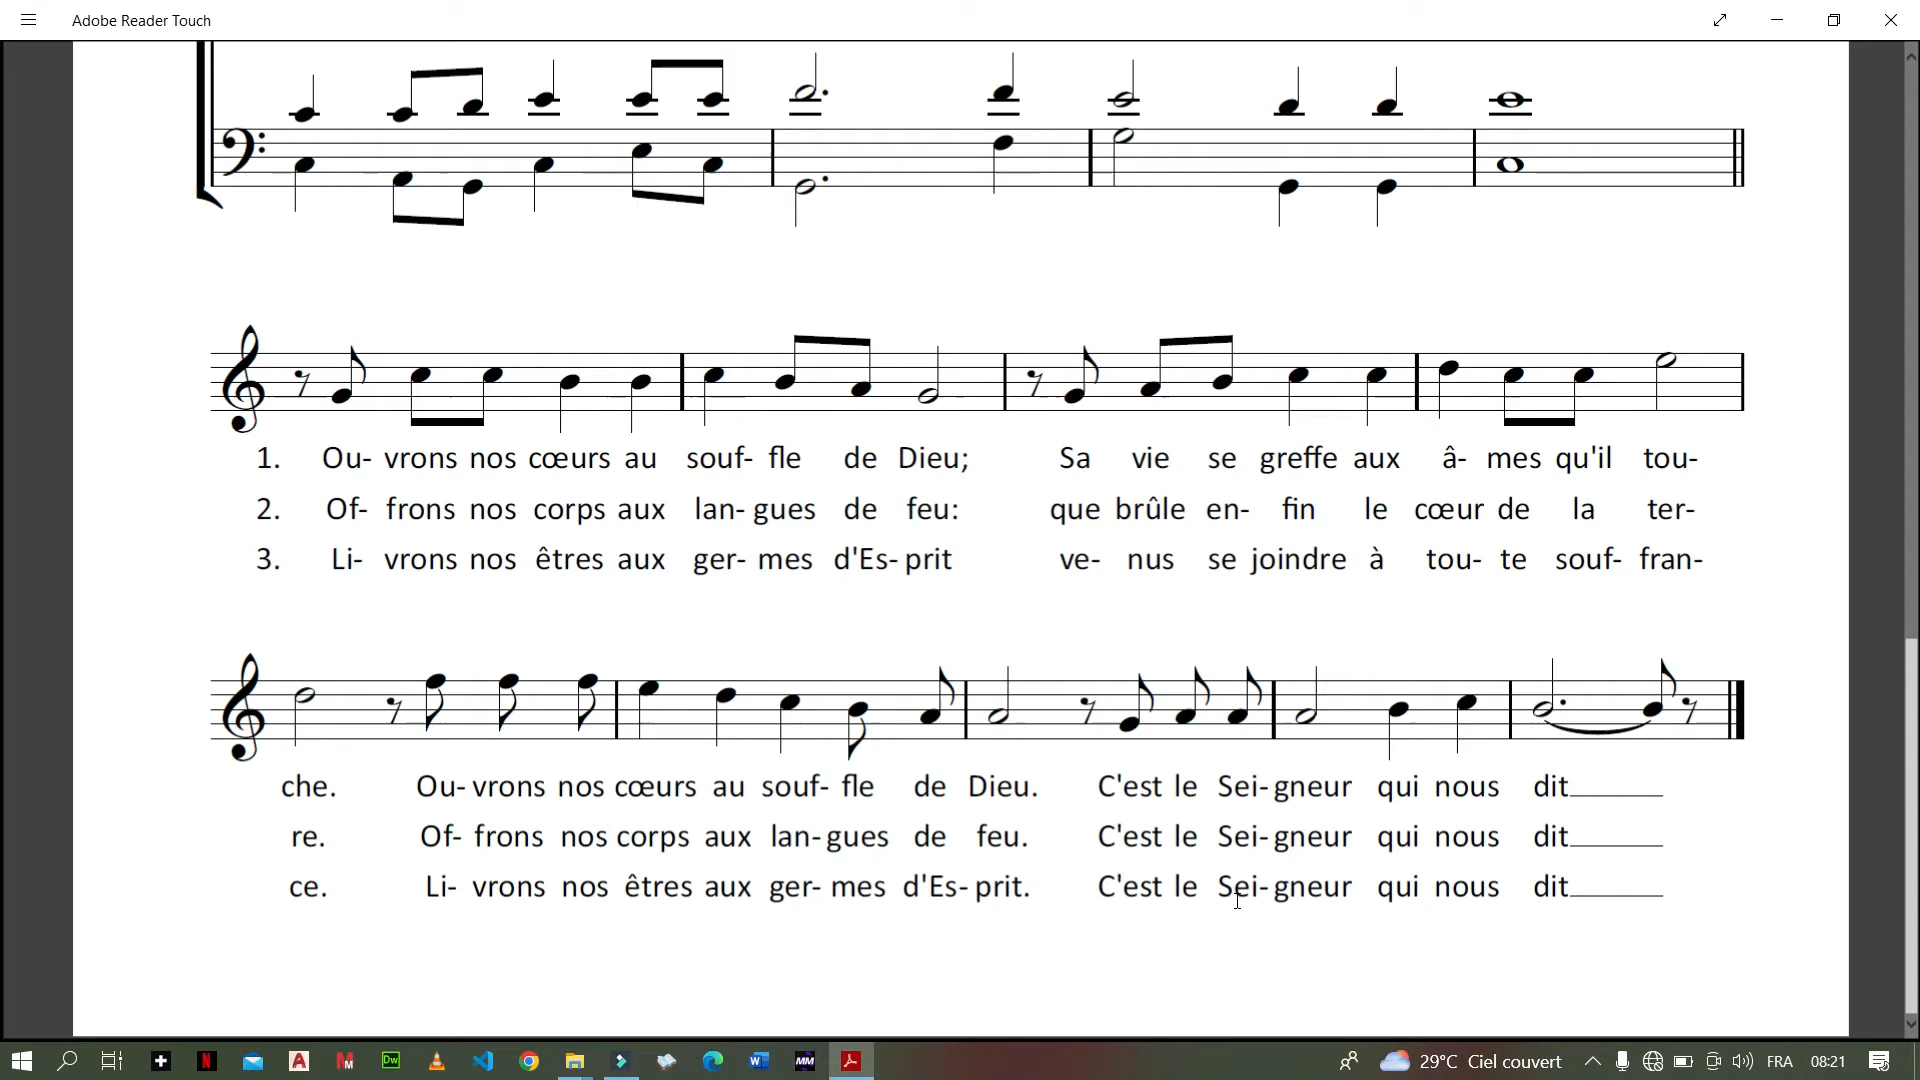 Adobe Reader Touch
1. Ou- vrons nos cœurs au souf- fle de Dieu; Sa vie se greffe aux â- mes qu'il tou-
2. Of- frons nos corps aux lan- gues de feu: que brûle en- fin le cœur de la ter-
3. Li- vrons nos êtres aux ger- mes d'Es- prit ve- nus se joindre à tou- te souf- fran-
che. Ou- vrons nos cœurs au souf- fle de Dieu. C'est le Sei- gneur qui nous dit
re. Of- frons nos corps aux lan- gues de feu. C'est le Sei- gneur qui nous dit
ce. Li- vrons nos êtres aux ger- mes d'Es- prit. C'est le Sei- gneur qui nous dit
29°C Ciel couvert FRA 08:21